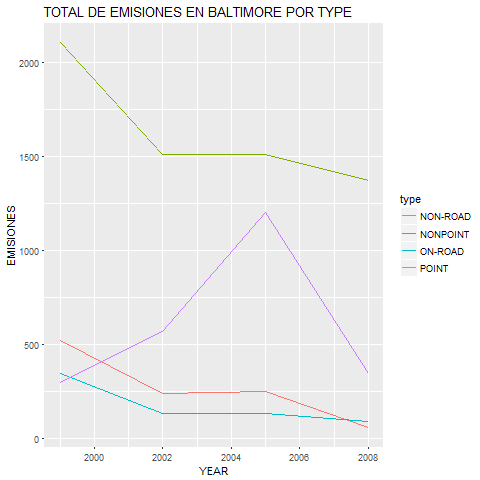 TOTAL DE EMISIONES EN BALTIMORE POR TYPE
2000
1500
1000
500
0
EMISIONES
2000
2002
2004
2006
2008
YEAR
type
NON-ROAD
NONPOINT
ON-ROAD
POINT